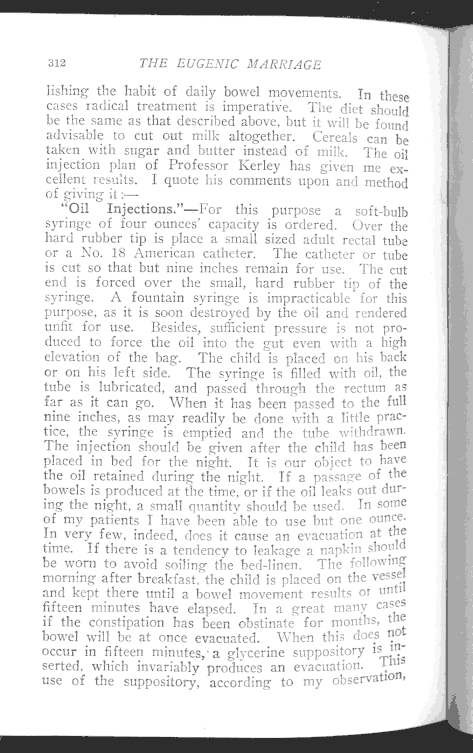 312 THE EUGENIC MARRIAGE
lishing the habit of daily bowel movements. In these
cases radical treatment is imperative. The diet should
be the same as that described above, but it will be found
advisable to cut out milk altogether. Cereals can be
taken with sugar and butter instead of milk. The oil
injection plan of Professor Kerley has given me ex-
cellent results. I quote his comments upon and method
of giving it:—
"Oil Injections."—For this purpose a soft-bulb
syringe of four ounces' capacity is ordered. Over the
hard rubber tip is place a small sized adult rectal tube
or a No. 18 American catheter. The catheter or tube
is cut so that but nine inches remain for use. The cut
end is forced over the small, hard rubber tip of the
syringe. A fountain syringe is impracticable for this
purpose, as it is soon destroyed by the oil and rendered
unfit for use. Besides, sufficient pressure is not pro-
duced to force the oil into the gut even with a high
elevation of the bag. The child is placed on his back
or on his left side. The syringe is filled with oil, the
tube is lubricated, and passed through the rectum as
far as it can go. When it has been passed to the full
nine inches, as may readily be done with a little prac-
tice, the syringe is emptied and the tube withdrawn.
The injection should be given after the child has been
placed in bed for the night. It is our object to have
the oil retained during the night. If a passage of the
bowels is produced at the time, or if the oil leaks out dur-
ing the night, a small quantity should be used. In some
of my patients I have been able to use but one ounce.
In very few, indeed, does it cause an evacuation at the
time. If there is a tendency to leakage a napkin should
be worn to avoid soiling the bed-linen. The following
morning after breakfast, the child is placed on the vessel
and kept there until a bowel movement results or until
fifteen minutes have elapsed. In a great many cases
if the constipation has been obstinate for months, the
bowel will be at once evacuated. When this does not
occur in fifteen minutes, a glycerine suppository is in-
serted, which invariably produces an evacuation. This
use of the suppository, according to my observation,